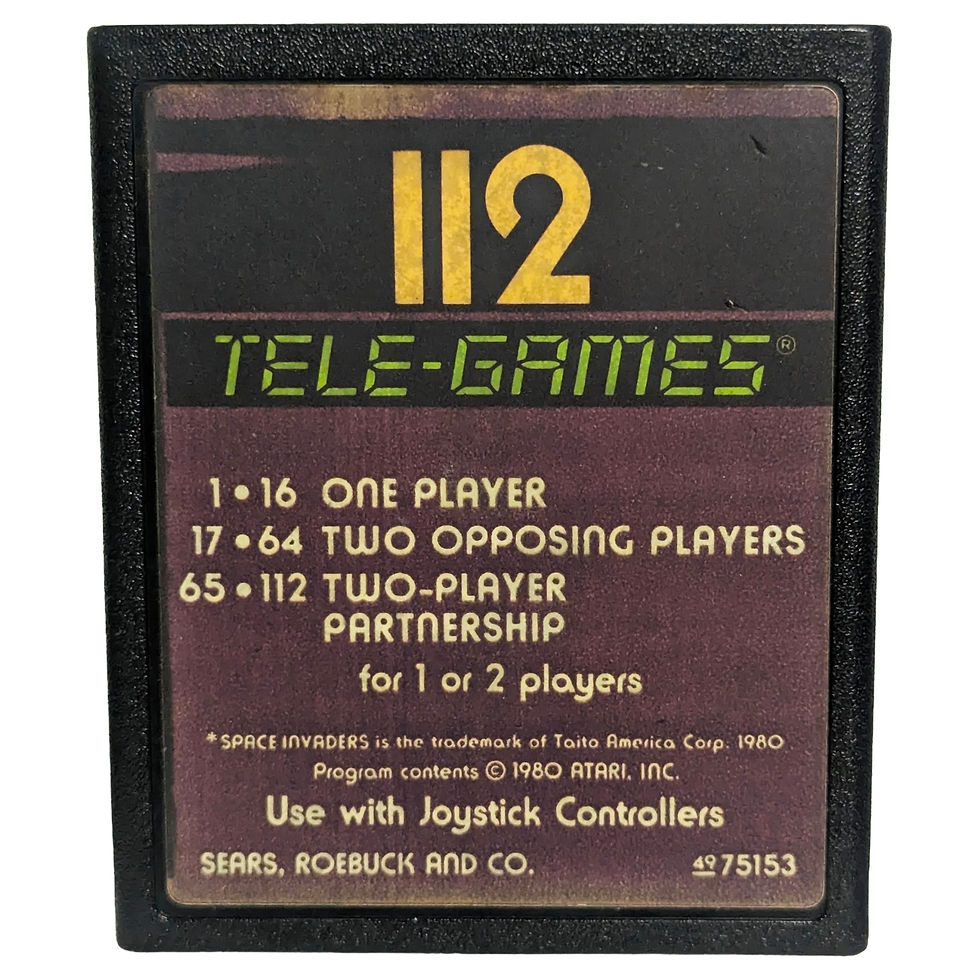 112
TELE-GAMES®
1•16 ONE PLAYER
17•64 TWO OPPOSING PLAYERS
65•112 TWO-PLAYER
PARTNERSHIP
for 1 or 2 players
*SPACE INVADERS is the trademark of Taito America Corp. 1980
Program contents © 1980 ATARI, INC.
Use with Joystick Controllers
SEARS, ROEBUCK AND CO. 49 75153